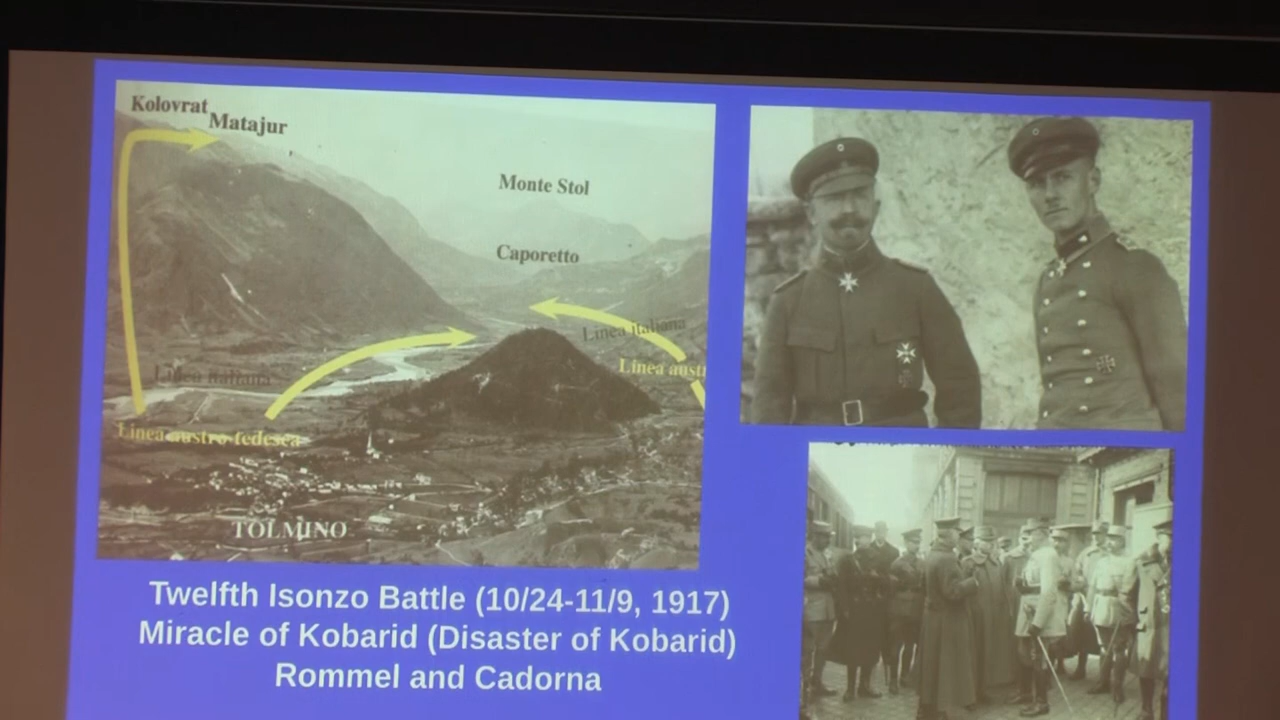 Kolovrat
Matajur
Monte Stol
Caporetto
Linea italiana
Linea italiana
Linea austr
Linea austro-tedesca
TOLMINO
Twelfth Isonzo Battle (10/24-11/9, 1917)
Miracle of Kobarid (Disaster of Kobarid)
Rommel and Cadorna